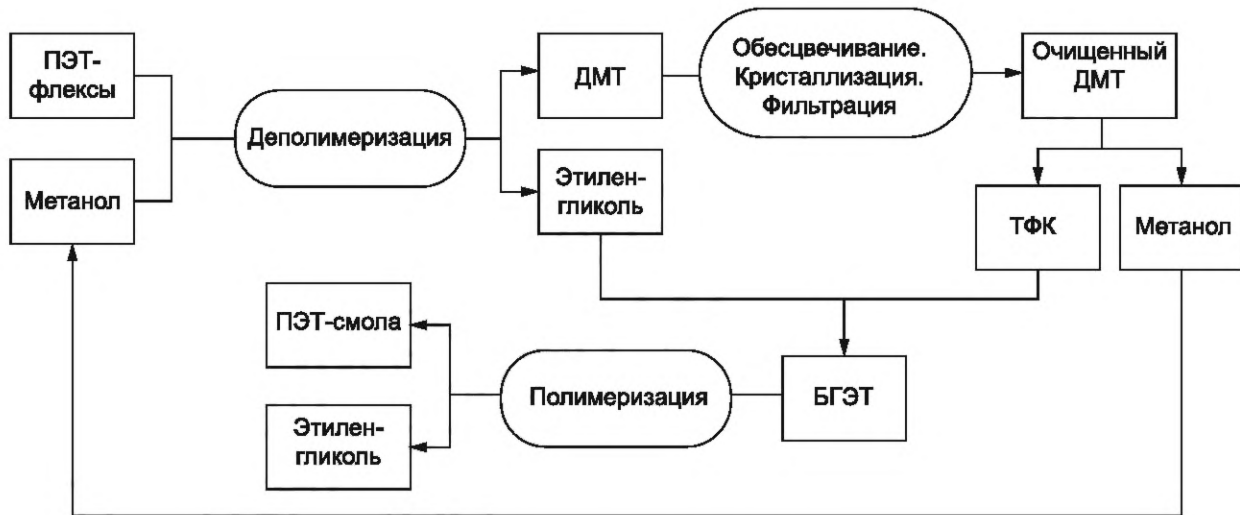 ПЭТ-
флексы
Метанол
Деполимеризация
ДМТ
Этилен-
гликоль
Обесцвечивание.
Кристаллизация.
Фильтрация
Очищенный
ДМТ
ТФК
Метанол
ПЭТ-смола
Этилен-
гликоль
Полимеризация
БГЭТ